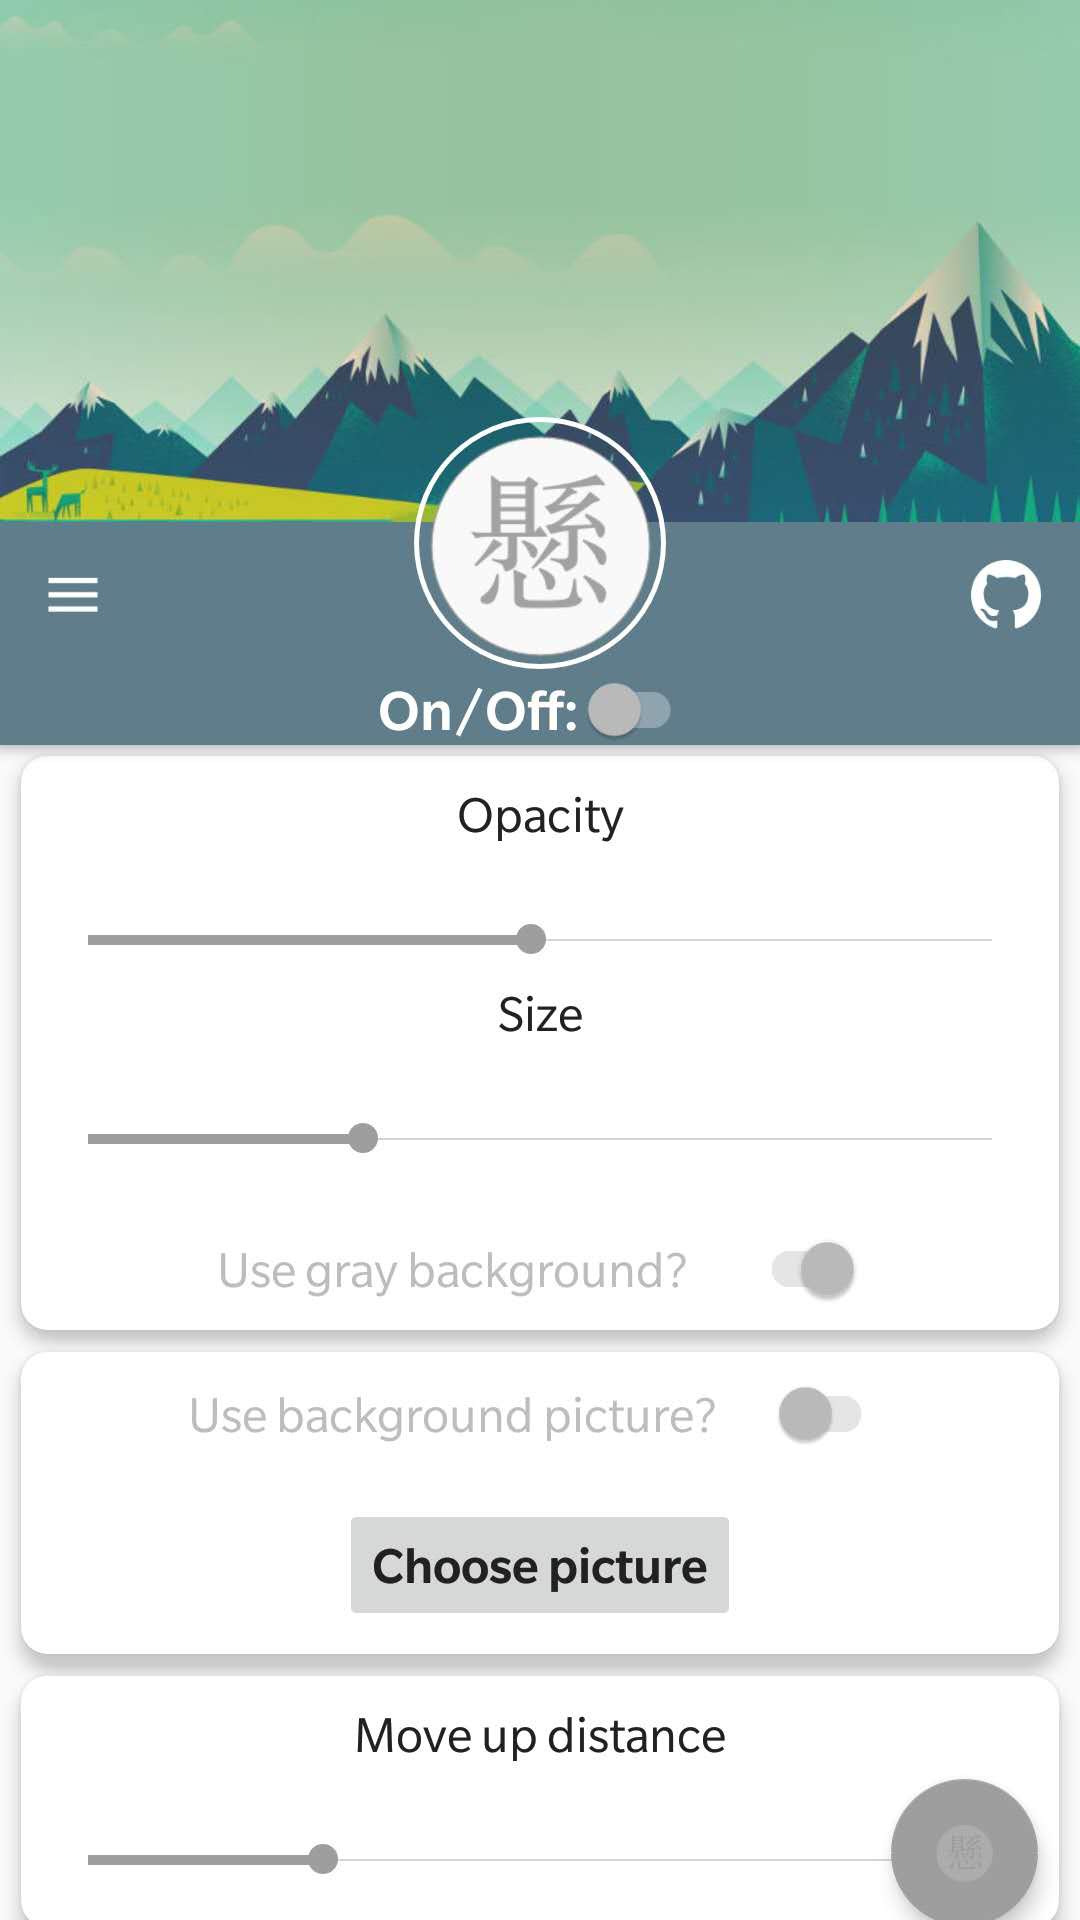 懸
On/Off:
Opacity
Size
Use gray background?
Use background picture?
Choose picture
Move up distance
懸